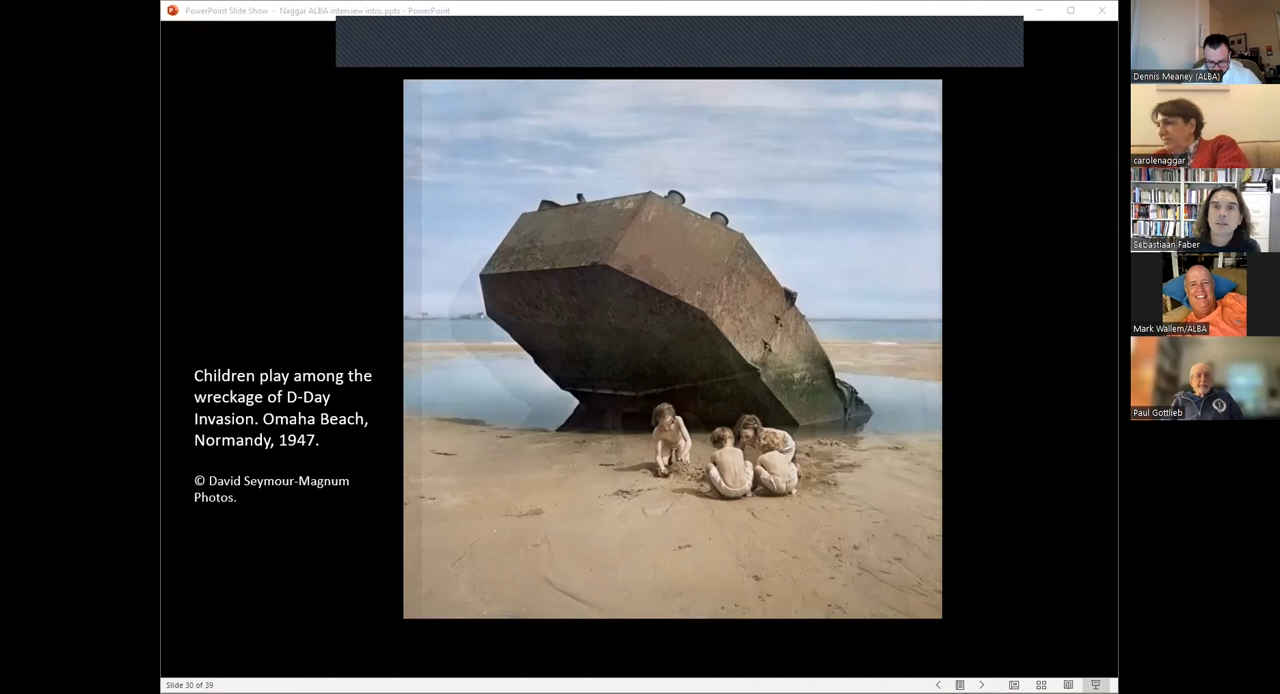 PowerPoint Slide Show - Naggar ALBA interview intro.pptx - PowerPoint
Dennis Meaney (ALBA)
carolenaggar
Sebastiaan Faber
Mark Wallem/ALBA
Paul Gottlieb
Children play among the
wreckage of D-Day
Invasion. Omaha Beach,
Normandy, 1947.
© David Seymour-Magnum
Photos.
Slide 30 of 39